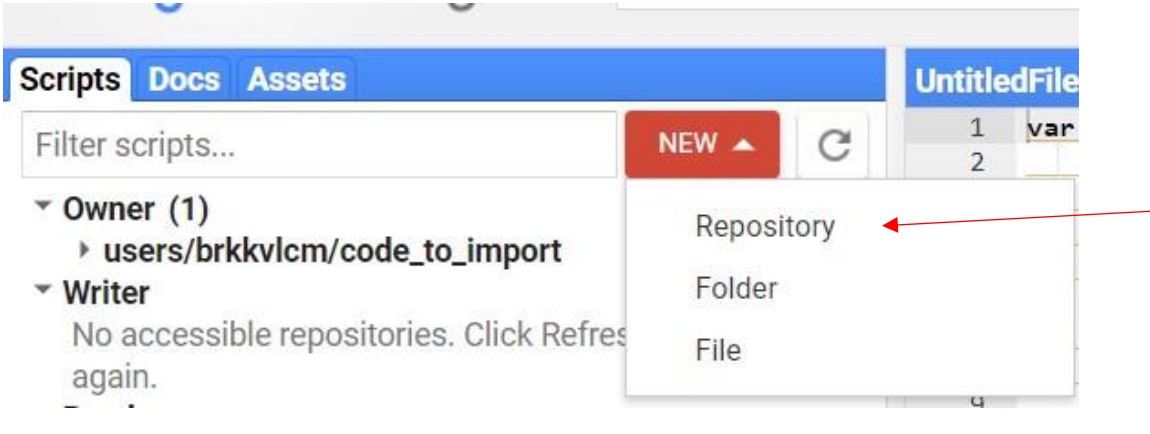 Scripts Docs Assets
UntitledFile
Filter scripts...
NEW
1 var
2
Owner (1)
users/brkkvlcm/code_to_import
Writer
No accessible repositories. Click Refres
again.
Repository
Folder
File
9